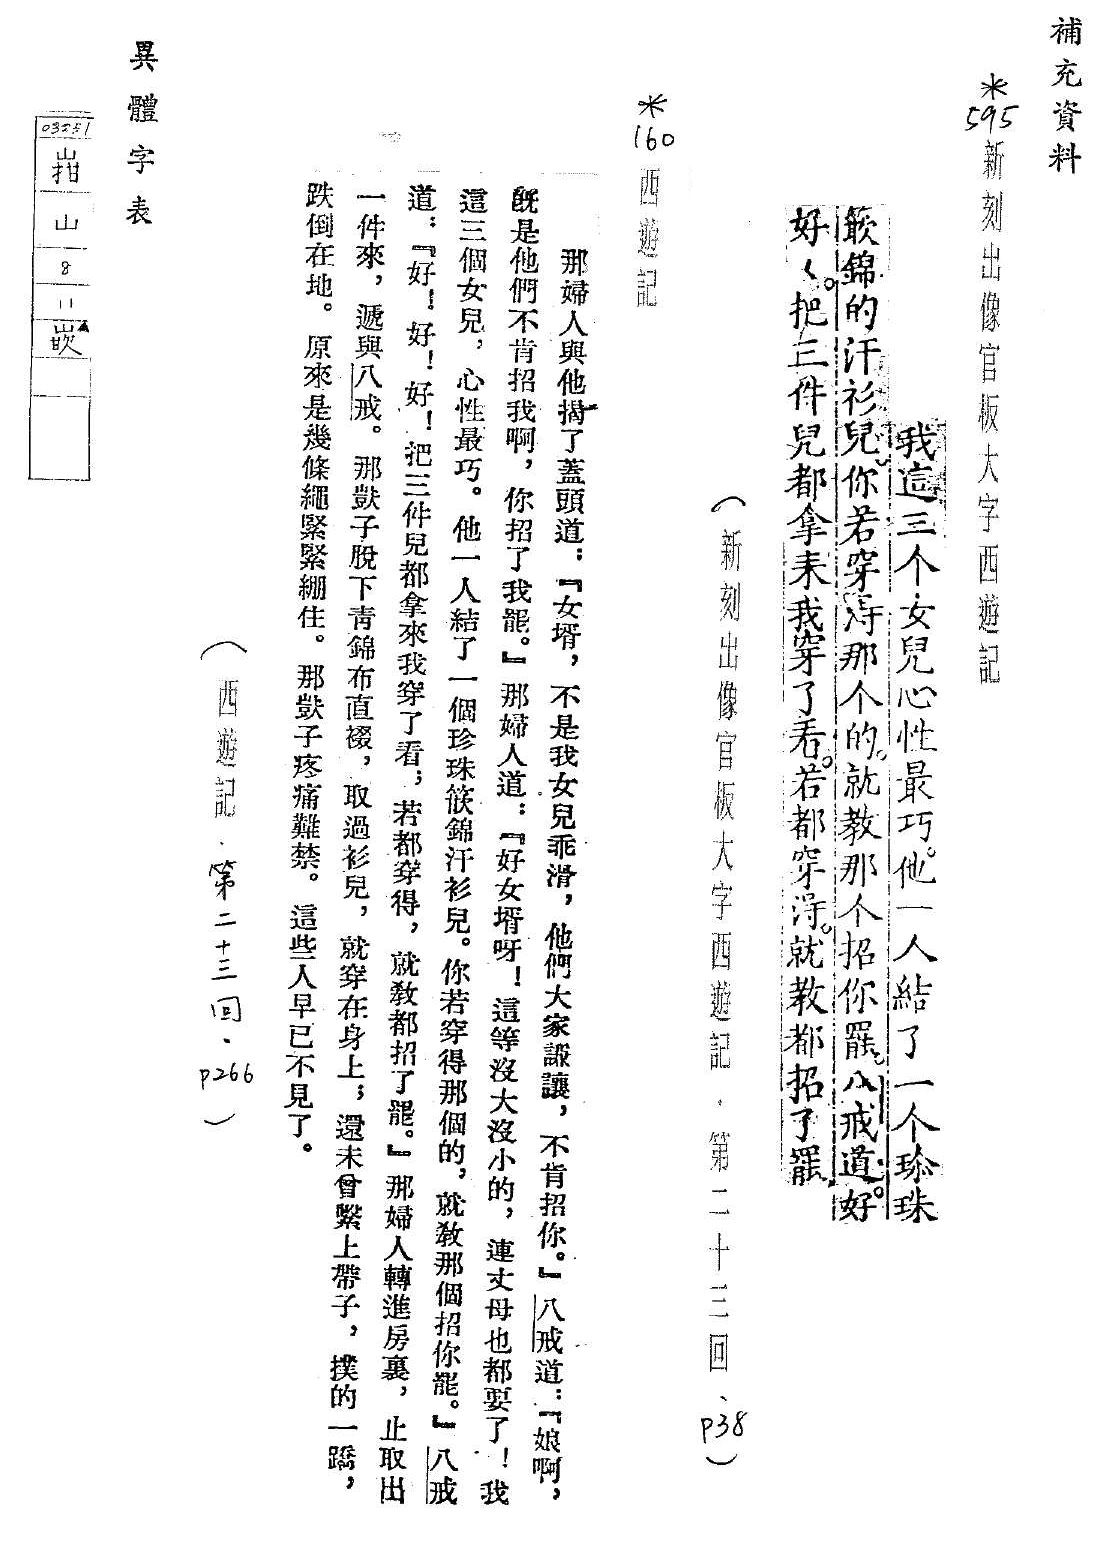 補充資料
*595 新刻出像官板大字西遊記
我這三个女兒心性最巧。他一人結了一个珍珠
篏錦的汗衫兒。你若穿淂那个的。就教那个招你罷。八戒道。好。
好く。把三件兒都拿来我穿了看。若都穿淂。就教都招了罷
(新刻出像官板大字西遊記．第二十三回、p38)
*160 西遊記
那婦人與他揭了蓋頭道：『女壻，不是我女兒乖滑，他們大家謙讓，不肯招你。』八戒道：『娘啊，
旣是他們不肯招我啊，你招了我罷。』那婦人道：『好女壻呀！這等沒大沒小的，連丈母也都要了！我
這三個女兒，心性最巧。他一人結了一個珍珠篏錦汗衫兒。你若穿得那個的，就敎那個招你罷。』八戒
道：『好！好！好！把三件兒都拿來我穿了看；若都穿得，就敎都招了罷。』那婦人轉進房裏，止取出
一件來，遞與八戒。那獃子脫下靑錦布直裰，取過衫兒，就穿在身上；還未曾繫上帶子，撲的一蹻，
跌倒在地。原來是幾條繩緊緊綳住。那獃子疼痛難禁。這些人早已不見了。
(西遊記．第二十三回、p266)
異體字表
03251
山
8
11
嵌